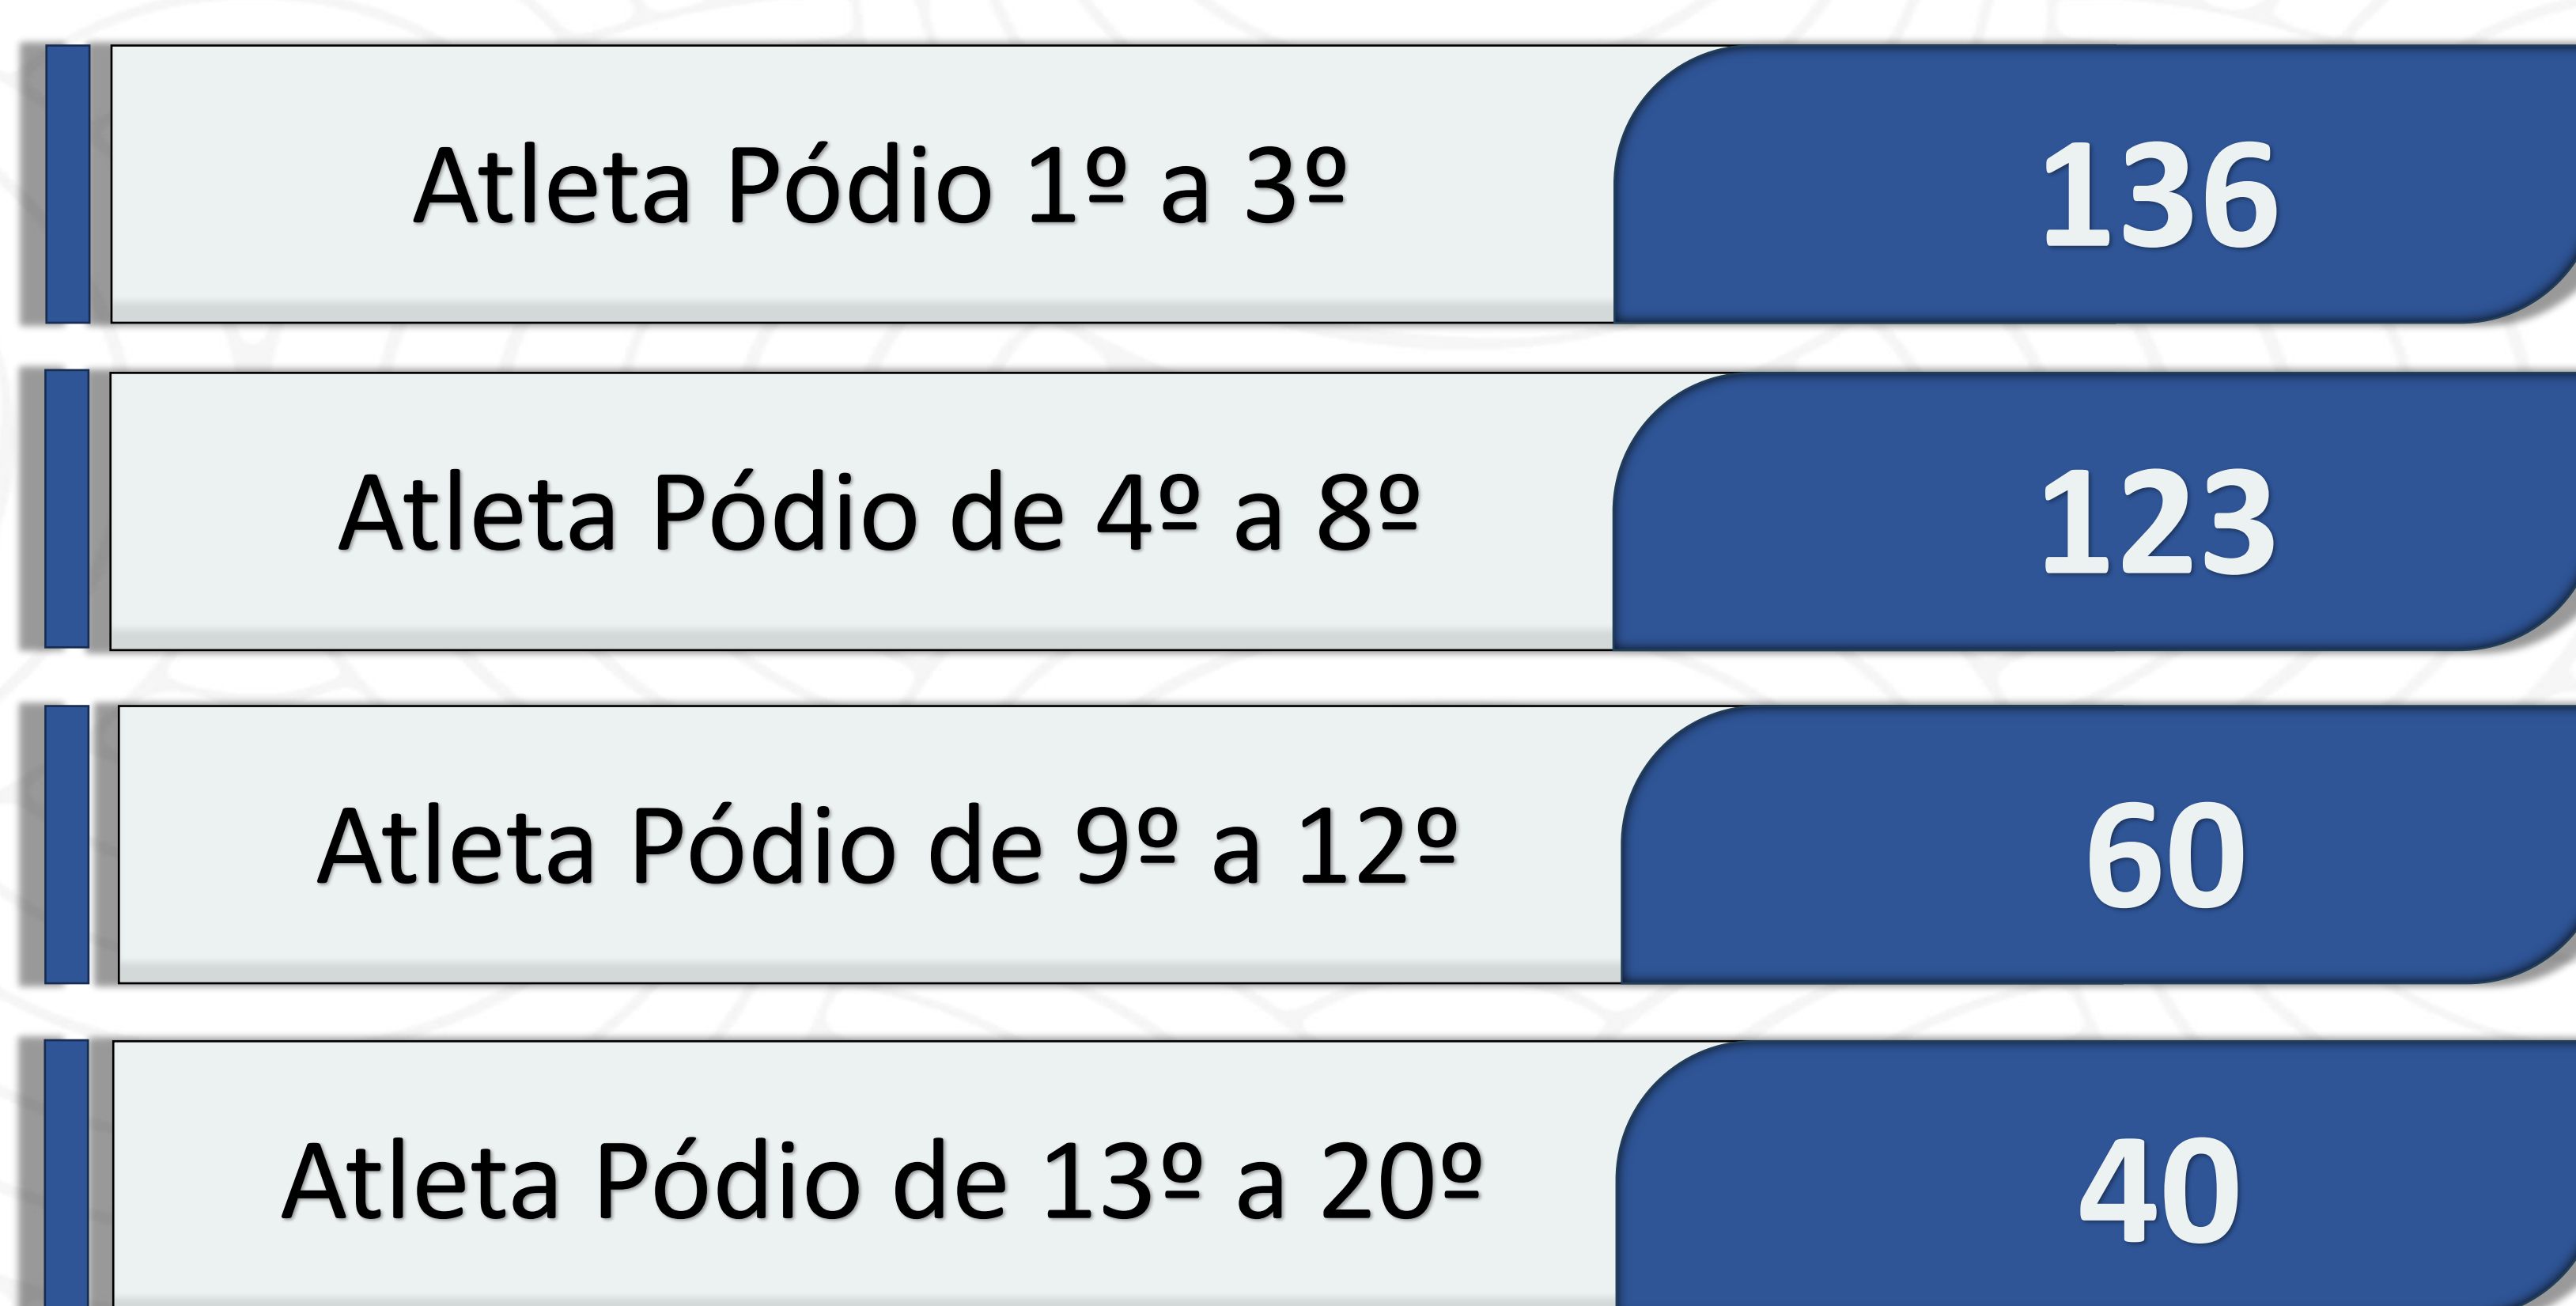 Atleta Pódio 1º a 3º 136
Atleta Pódio de 4º a 8º 123
Atleta Pódio de 9º a 12º 60
Atleta Pódio de 13º a 20º 40